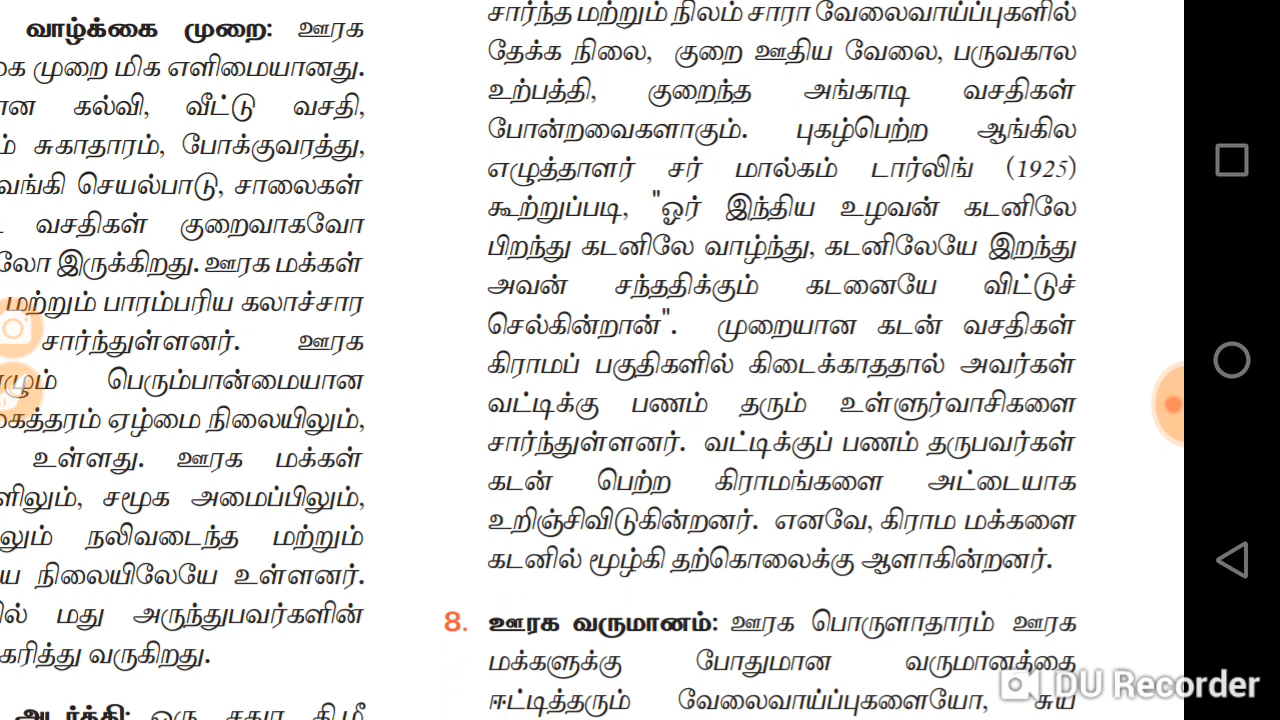 வாழ்க்கை முறை: ஊரக
முறை மிக எளிமையானது.
கல்வி, வீட்டு வசதி,
சுகாதாரம், போக்குவரத்து,
செயல்பாடு, சாலைகள்
வசதிகள் குறைவாகவோ
இருக்கிறது. ஊரக மக்கள்
மற்றும் பாரம்பரிய கலாச்சார
சார்ந்துள்ளனர். ஊரக
பெரும்பான்மையான
ஏழ்மை நிலையிலும்,
உள்ளது. ஊரக மக்கள்
சமூக அமைப்பிலும்,
நலிவடைந்த மற்றும்
நிலையிலேயே உள்ளனர்.
மது அருந்துபவர்களின்
வருகிறது.
அடர்த்தி: ஒரு சதுர கி.மீ
சார்ந்த மற்றும் நிலம் சாரா வேலைவாய்ப்புகளில்
தேக்க நிலை, குறை ஊதிய வேலை, பருவகால
உற்பத்தி, குறைந்த அங்காடி வசதிகள்
போன்றவைகளாகும். புகழ்பெற்ற ஆங்கில
எழுத்தாளர் சர் மால்கம் டார்லிங் (1925)
கூற்றுப்படி, "ஓர் இந்திய உழவன் கடனிலே
பிறந்து கடனிலே வாழ்ந்து, கடனிலேயே இறந்து
அவன் சந்ததிக்கும் கடனையே விட்டுச்
செல்கின்றான்". முறையான கடன் வசதிகள்
கிராமப் பகுதிகளில் கிடைக்காததால் அவர்கள்
வட்டிக்கு பணம் தரும் உள்ளுர்வாசிகளை
சார்ந்துள்ளனர். வட்டிக்குப் பணம் தருபவர்கள்
கடன் பெற்ற கிராமங்களை அட்டையாக
உறிஞ்சிவிடுகின்றனர். எனவே, கிராம மக்களை
கடனில் மூழ்கி தற்கொலைக்கு ஆளாகின்றனர்.
8. ஊரக வருமானம்: ஊரக பொருளாதாரம் ஊரக
மக்களுக்கு போதுமான வருமானத்தை
ஈட்டித்தரும் வேலைவாய்ப்புகளையோ, சுய
DU Recorder